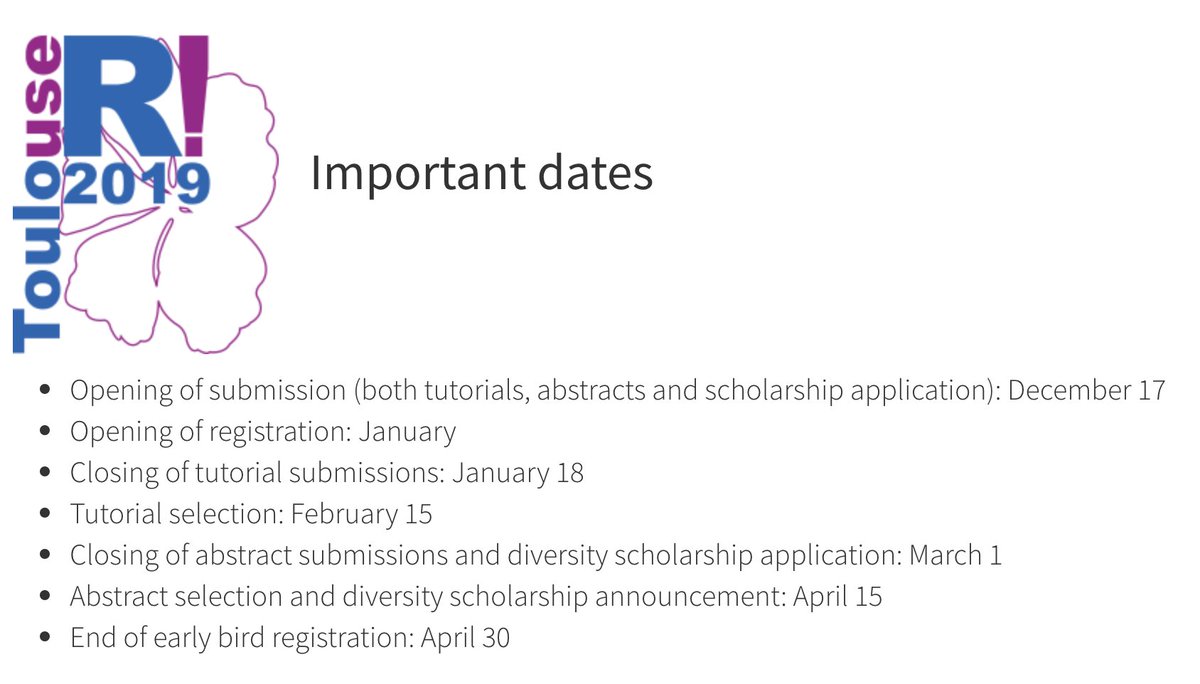 Toulouse
R!
2019
Important dates
• Opening of submission (both tutorials, abstracts and scholarship application): December 17
• Opening of registration: January
• Closing of tutorial submissions: January 18
• Tutorial selection: February 15
• Closing of abstract submissions and diversity scholarship application: March 1
• Abstract selection and diversity scholarship announcement: April 15
• End of early bird registration: April 30